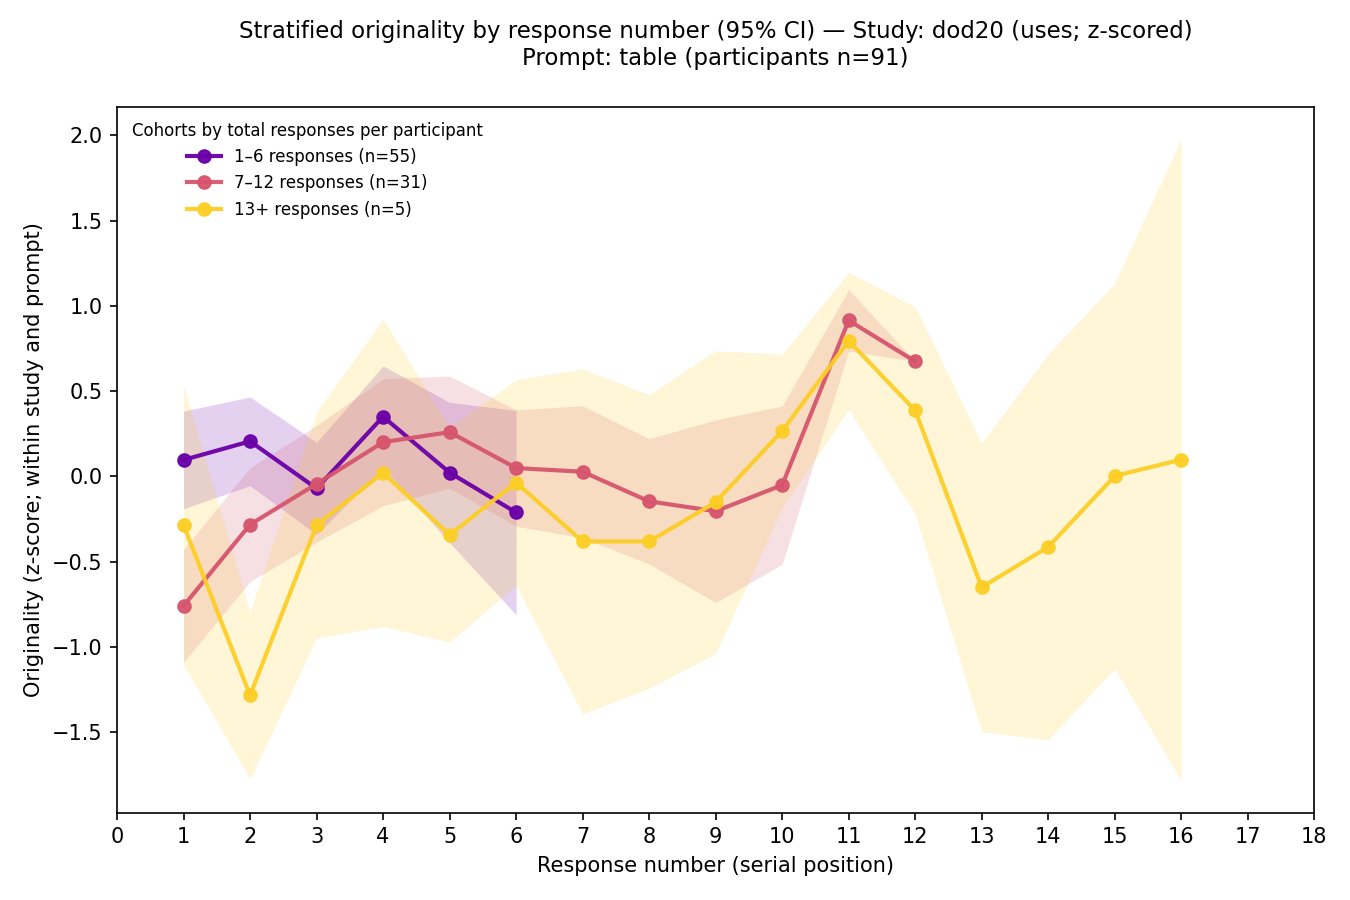 Stratified originality by response number (95% CI) — Study: dod20 (uses; z-scored)
Prompt: table (participants n=91)
Originality (z-score; within study and prompt)
2.0
1.5
1.0
0.5
0.0
−0.5
−1.0
−1.5
Cohorts by total responses per participant
1–6 responses (n=55)
7–12 responses (n=31)
13+ responses (n=5)
0 1 2 3 4 5 6 7 8 9 10 11 12 13 14 15 16 17 18
Response number (serial position)